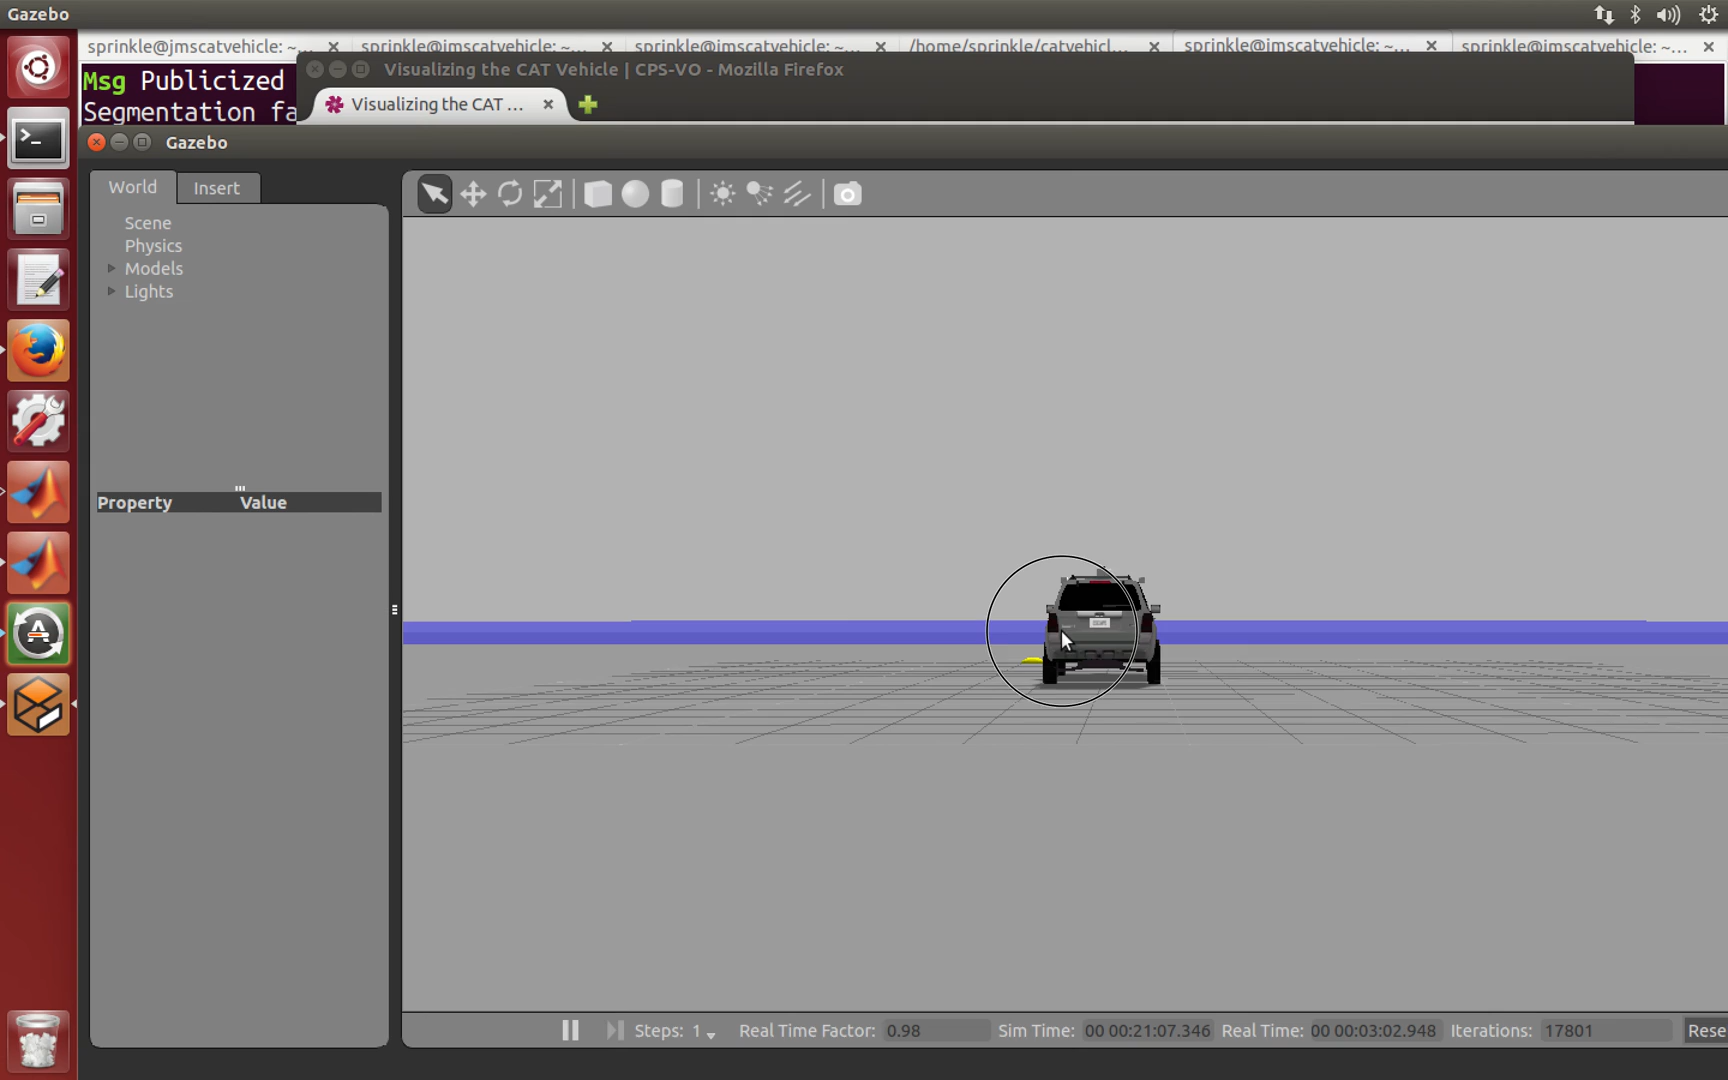 Gazebo
sprinkle@jmscatvehicle: ~... sprinkle@jmscatvehicle: ~... sprinkle@jmscatvehicle: ~... /home/sprinkle/catvehicl... sprinkle@jmscatvehicle: ~... sprinkle@jmscatvehicle: ~...
Msg Publicized
Segmentation fa
Visualizing the CAT Vehicle | CPS-VO - Mozilla Firefox
Visualizing the CAT ...
Gazebo
World Insert
Scene
Physics
Models
Lights
Property Value
Steps: 1 Real Time Factor: 0.98 Sim Time: 00 00:21:07.346 Real Time: 00 00:03:02.948 Iterations: 17801 Rese